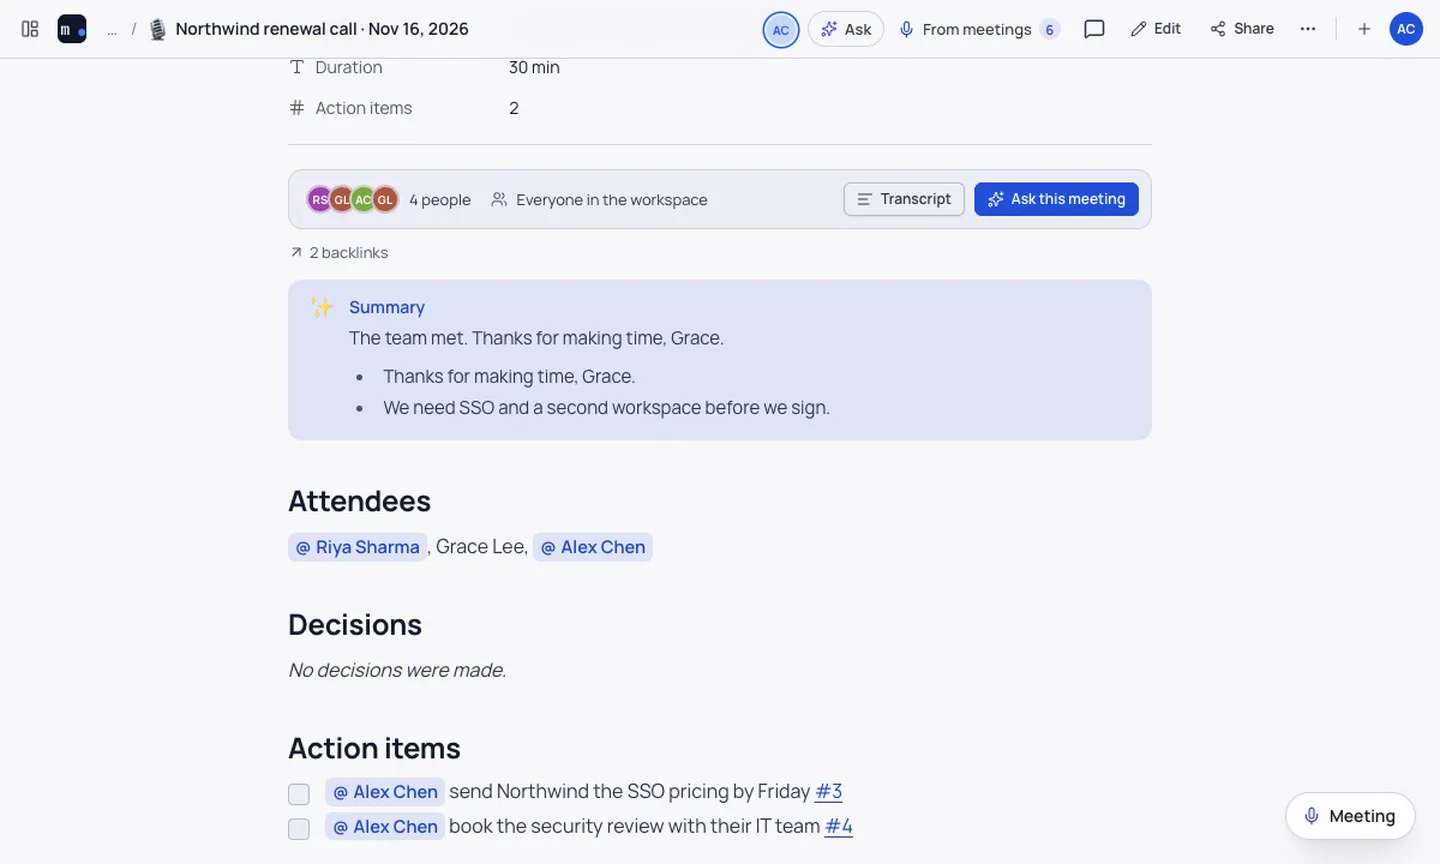 m
... / Northwind renewal call · Nov 16, 2026
AC
Ask
From meetings 6
Edit
Share
AC
Duration 30 min
Action items 2
RS GL AC GL 4 people Everyone in the workspace Transcript Ask this meeting
2 backlinks
Summary
The team met. Thanks for making time, Grace.
• Thanks for making time, Grace.
• We need SSO and a second workspace before we sign.
Attendees
@ Riya Sharma, Grace Lee, @ Alex Chen
Decisions
No decisions were made.
Action items
@ Alex Chen send Northwind the SSO pricing by Friday #3
@ Alex Chen book the security review with their IT team #4
Meeting